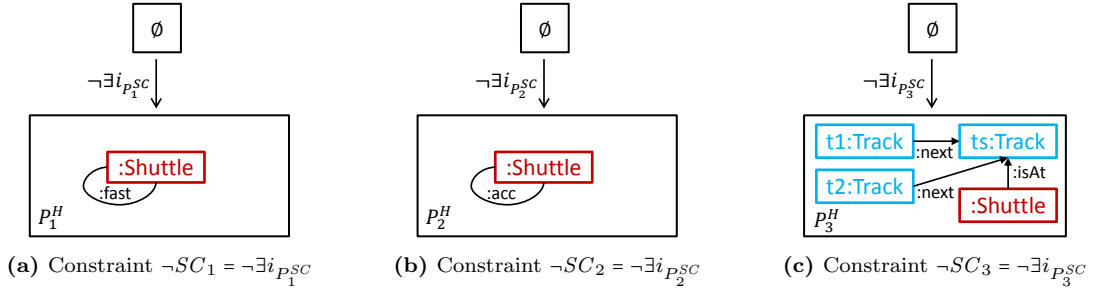 ∅
¬∃i_{P_1^{SC}}
:Shuttle
:fast
P_1^H
(a) Constraint ¬SC_1 = ¬∃i_{P_1^{SC}}
∅
¬∃i_{P_2^{SC}}
:Shuttle
:acc
P_2^H
(b) Constraint ¬SC_2 = ¬∃i_{P_2^{SC}}
∅
¬∃i_{P_3^{SC}}
t1:Track
ts:Track
:next
:isAt
t2:Track
:next
:Shuttle
P_3^H
(c) Constraint ¬SC_3 = ¬∃i_{P_3^{SC}}